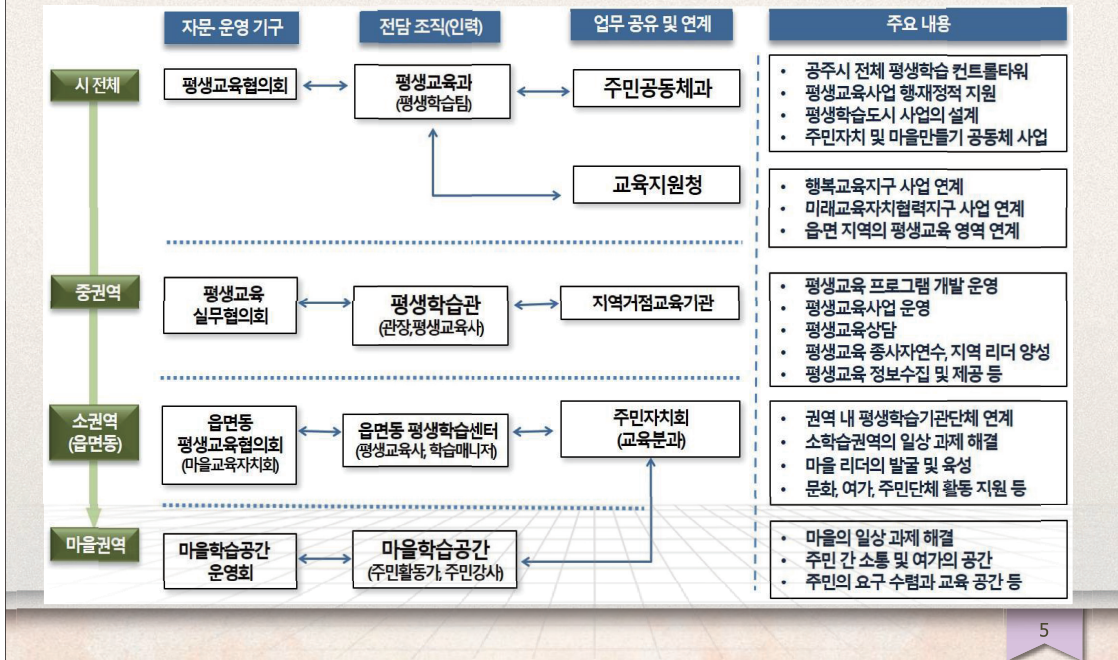 자문·운영 기구
전담 조직(인력)
업무 공유 및 연계
주요 내용
시 전체
평생교육협의회
평생교육과
(평생학습팀)
주민공동체과
• 공주시 전체 평생학습 컨트롤타워
• 평생교육사업 행·재정적 지원
• 평생학습도시 사업의 설계
• 주민자치 및 마을만들기 공동체 사업
교육지원청
• 행복교육지구 사업 연계
• 미래교육자치협력지구 사업 연계
• 읍·면 지역의 평생교육 영역 연계
중권역
평생교육
실무협의회
평생학습관
(관장,평생교육사)
지역거점교육기관
• 평생교육 프로그램 개발 운영
• 평생교육사업 운영
• 평생교육상담
• 평생교육 종사자연수, 지역 리더 양성
• 평생교육 정보수집 및 제공 등
소권역
(읍면동)
읍면동
평생교육협의회
(마을교육자치회)
읍면동 평생학습센터
(평생교육사, 학습매니저)
주민자치회
(교육분과)
• 권역 내 평생학습기관단체 연계
• 소학습권역의 일상 과제 해결
• 마을 리더의 발굴 및 육성
• 문화, 여가, 주민단체 활동 지원 등
마을권역
마을학습공간
운영회
마을학습공간
(주민활동가, 주민강사)
• 마을의 일상 과제 해결
• 주민 간 소통 및 여가의 공간
• 주민의 요구 수렴과 교육 공간 등
5